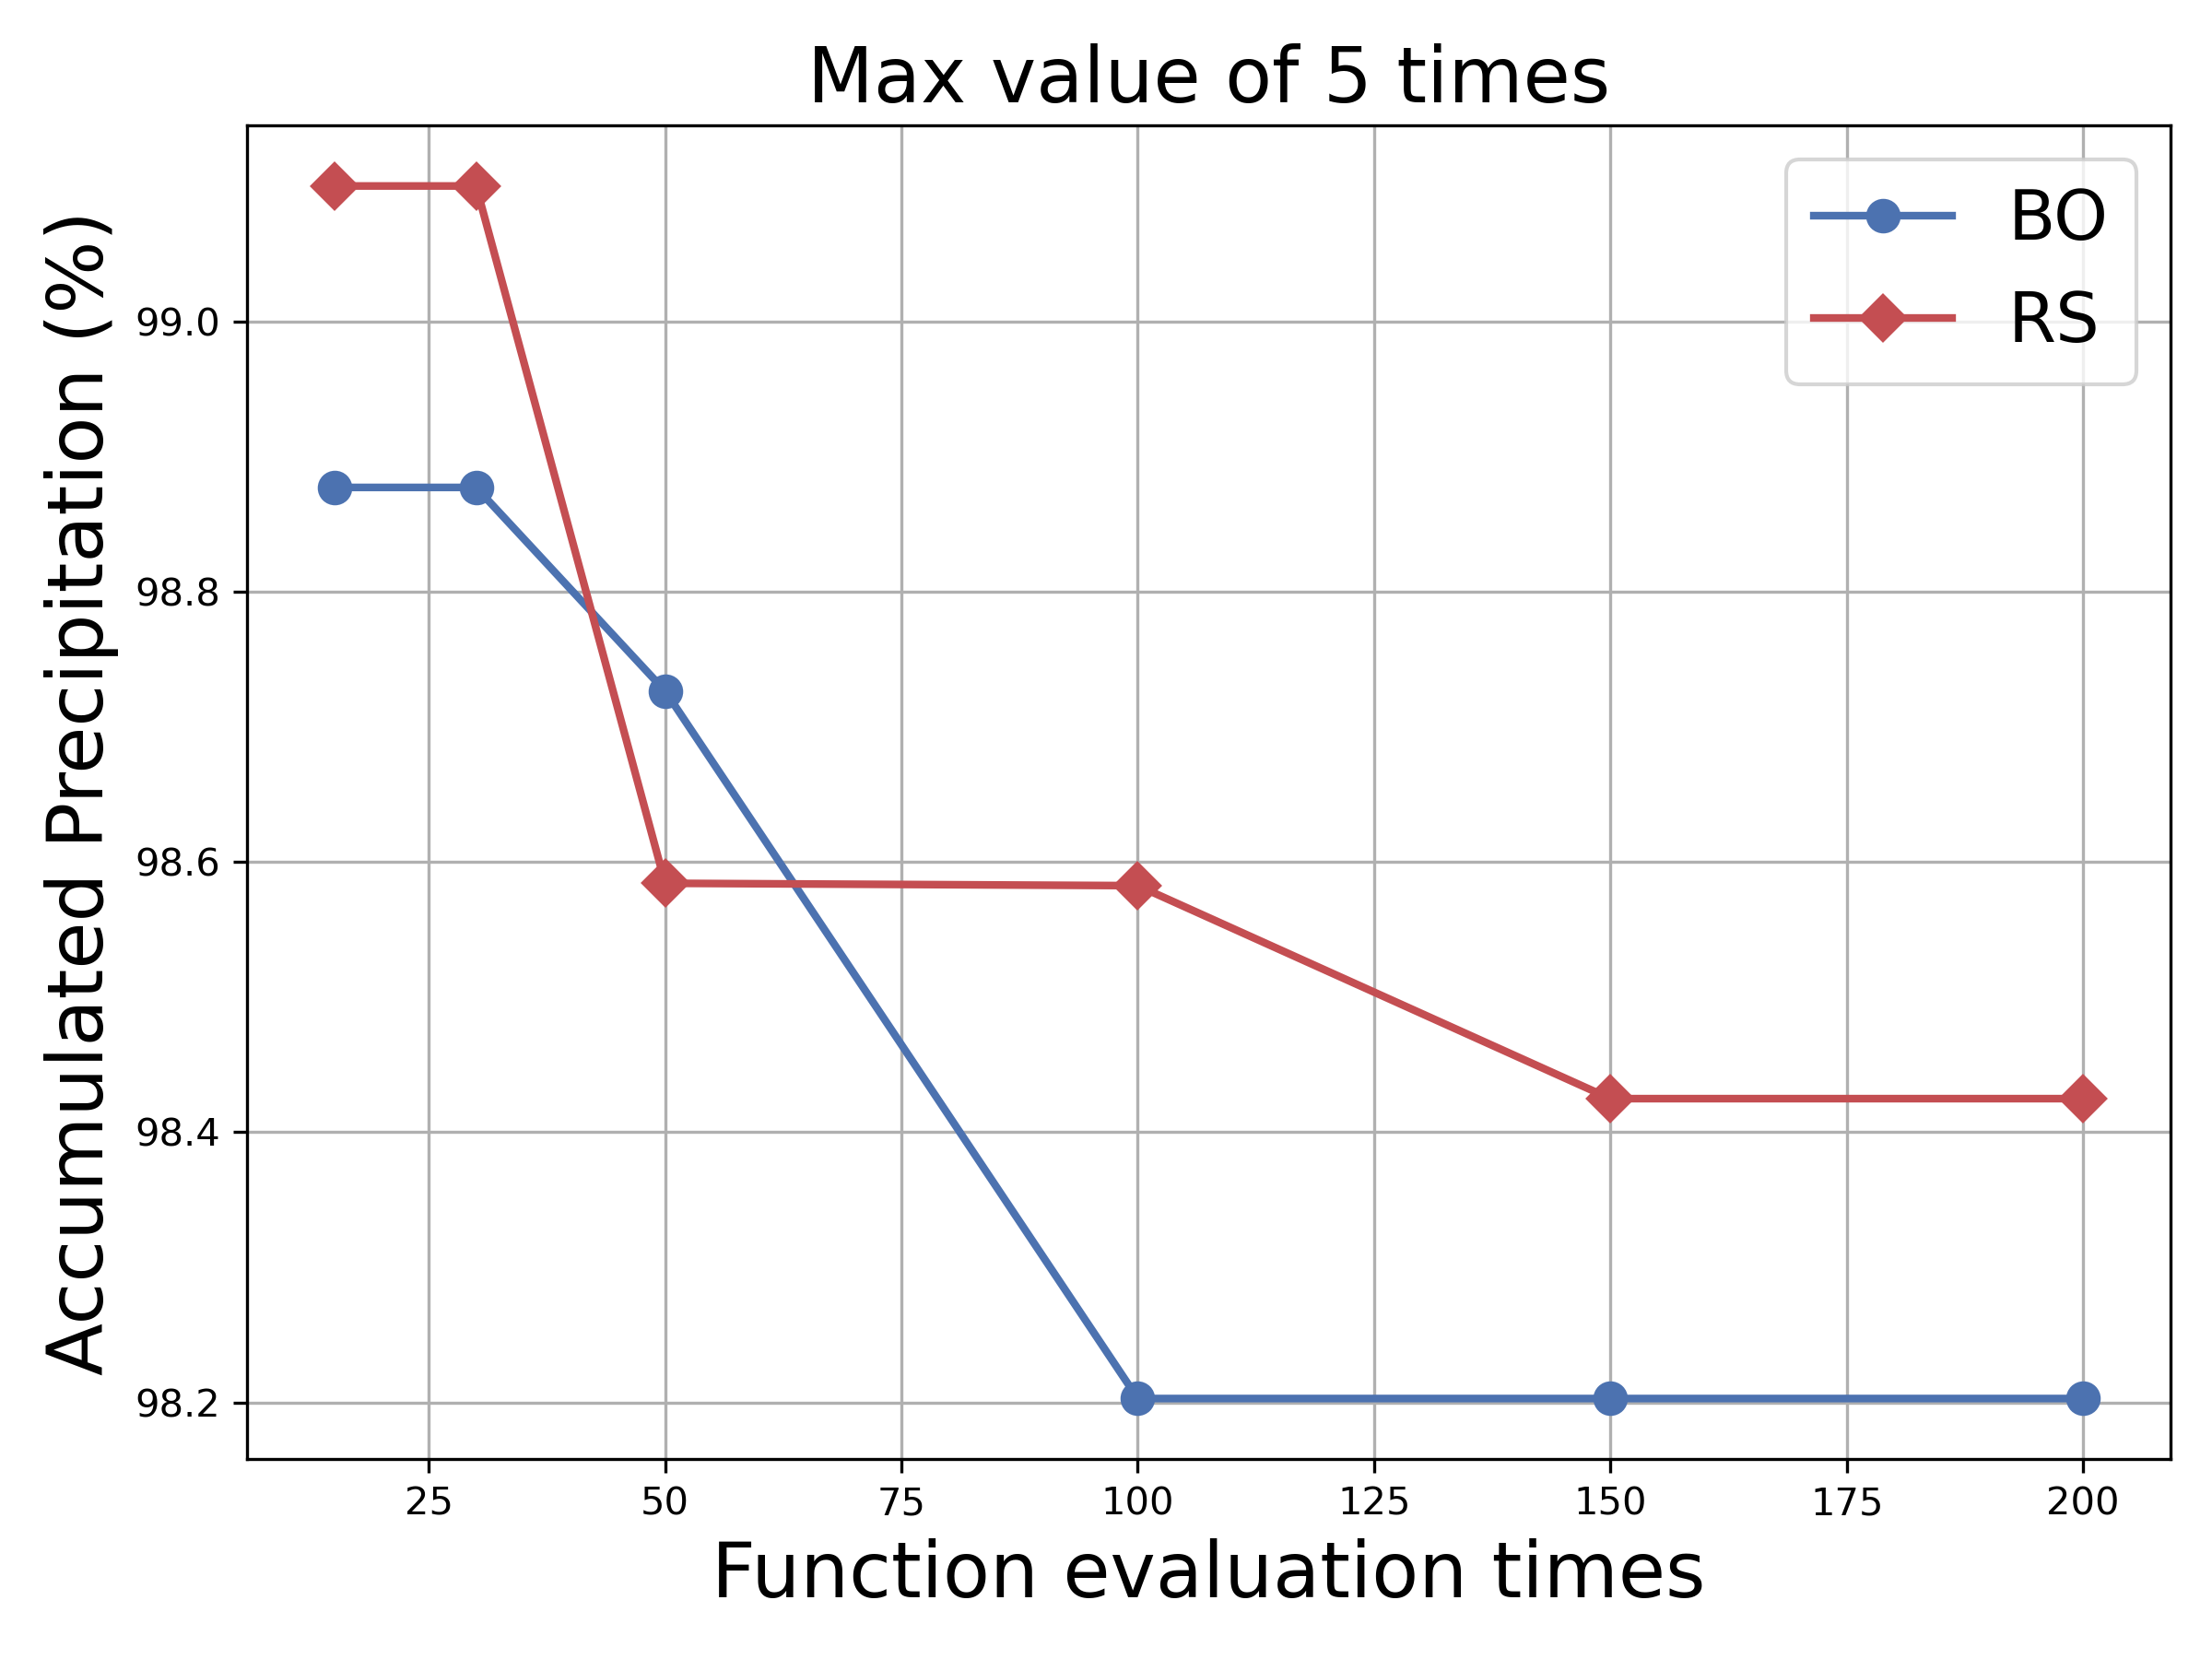 Max value of 5 times
BO
RS
Accumulated Precipitation (%)
99.0
98.8
98.6
98.4
98.2
25 50 75 100 125 150 175 200
Function evaluation times